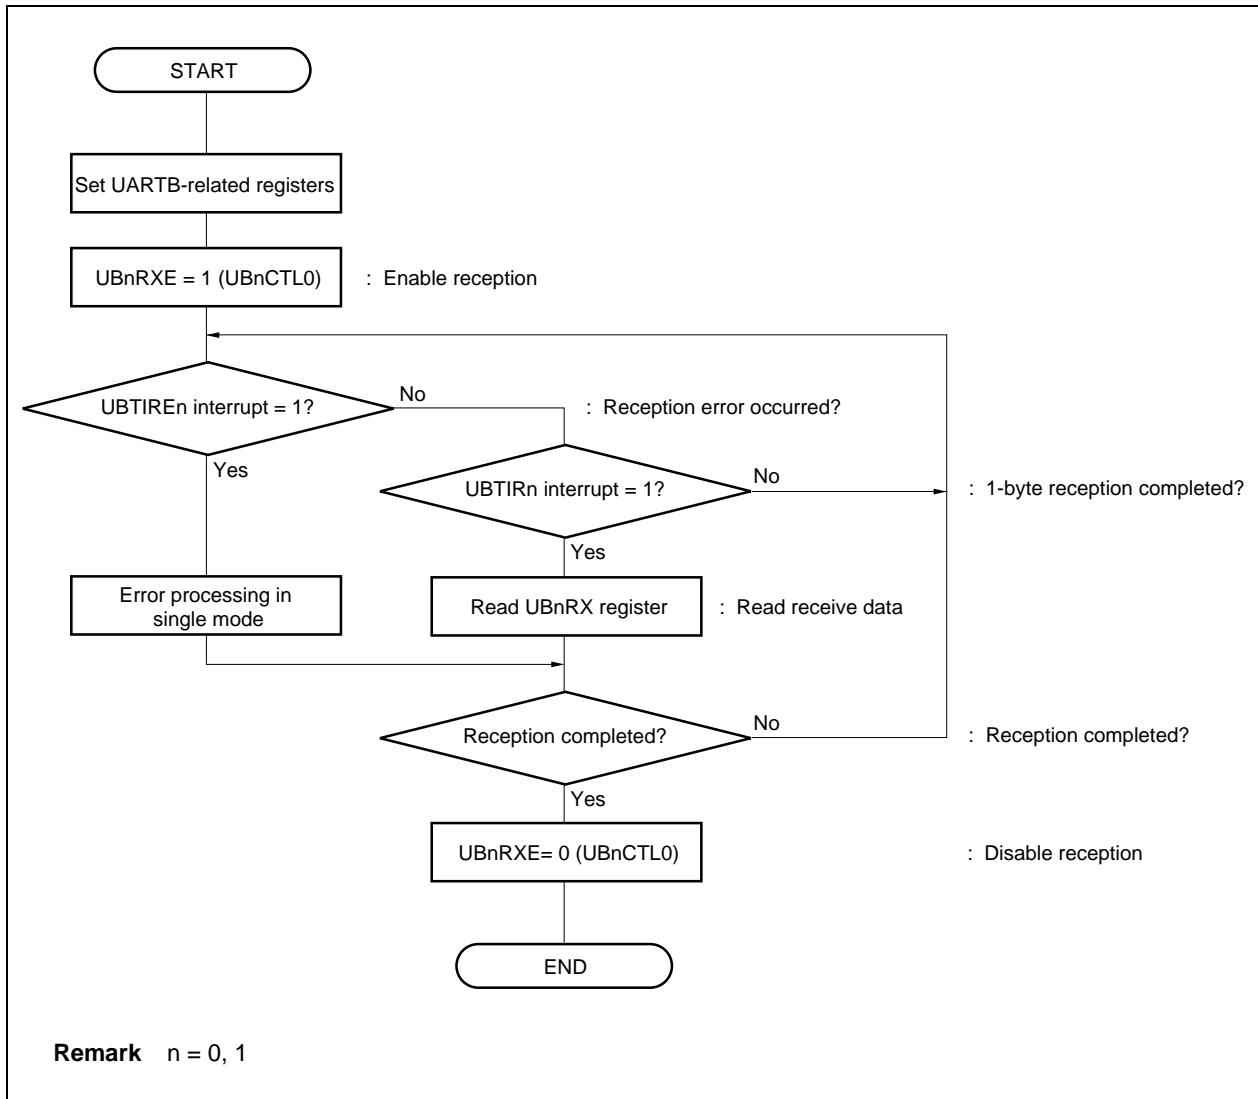 START
Set UARTB-related registers
UBnRXE = 1 (UBnCTL0)
: Enable reception
UBTIREn interrupt = 1?
No
: Reception error occurred?
Yes
UBTIRn interrupt = 1?
No
: 1-byte reception completed?
Yes
Error processing in
single mode
Read UBnRX register
: Read receive data
Reception completed?
No
: Reception completed?
Yes
UBnRXE= 0 (UBnCTL0)
: Disable reception
END
Remark n = 0, 1